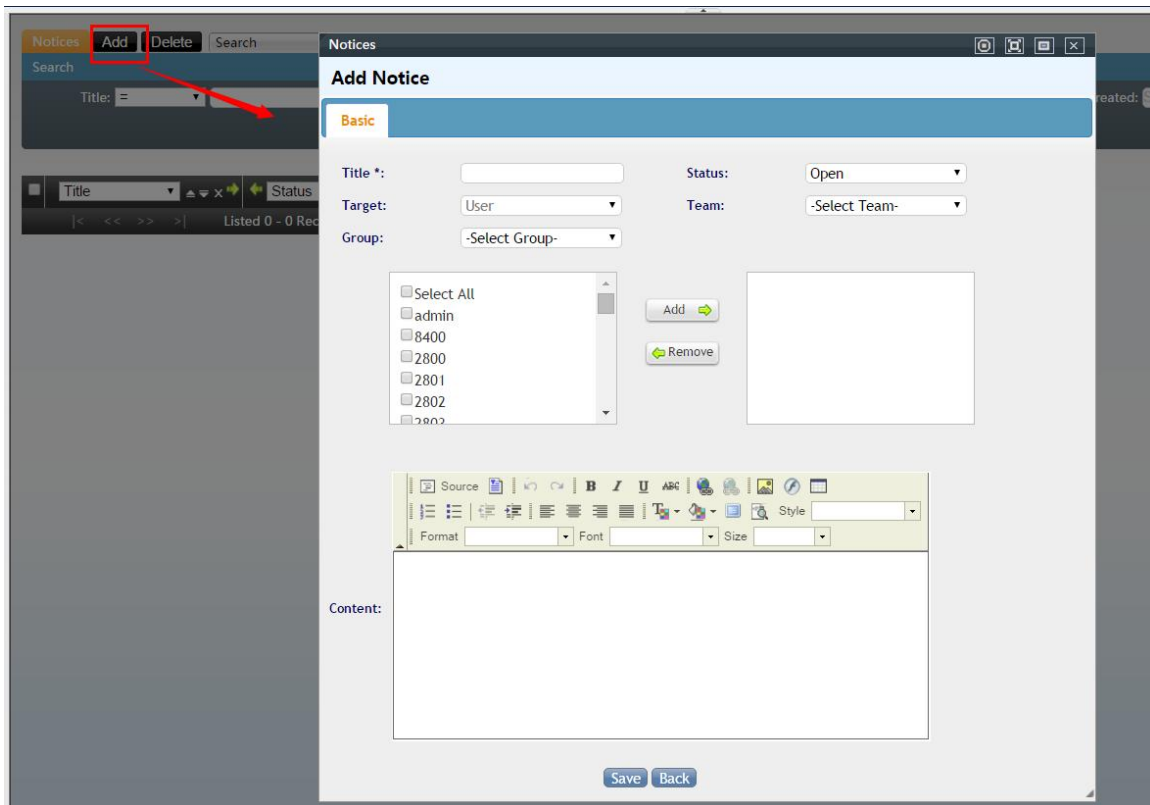 Notices Add Delete Search
Search
Title: = reated:
Title x Status
|< << >> >| Listed 0 - 0 Rec
Notices
Add Notice
Basic
Title *: Status: Open
Target: User Team: -Select Team-
Group: -Select Group-
Select All
admin
8400
2800
2801
2802
2803
Add
Remove
Source B I U ABC
Style
Format Font Size
Content:
Save Back